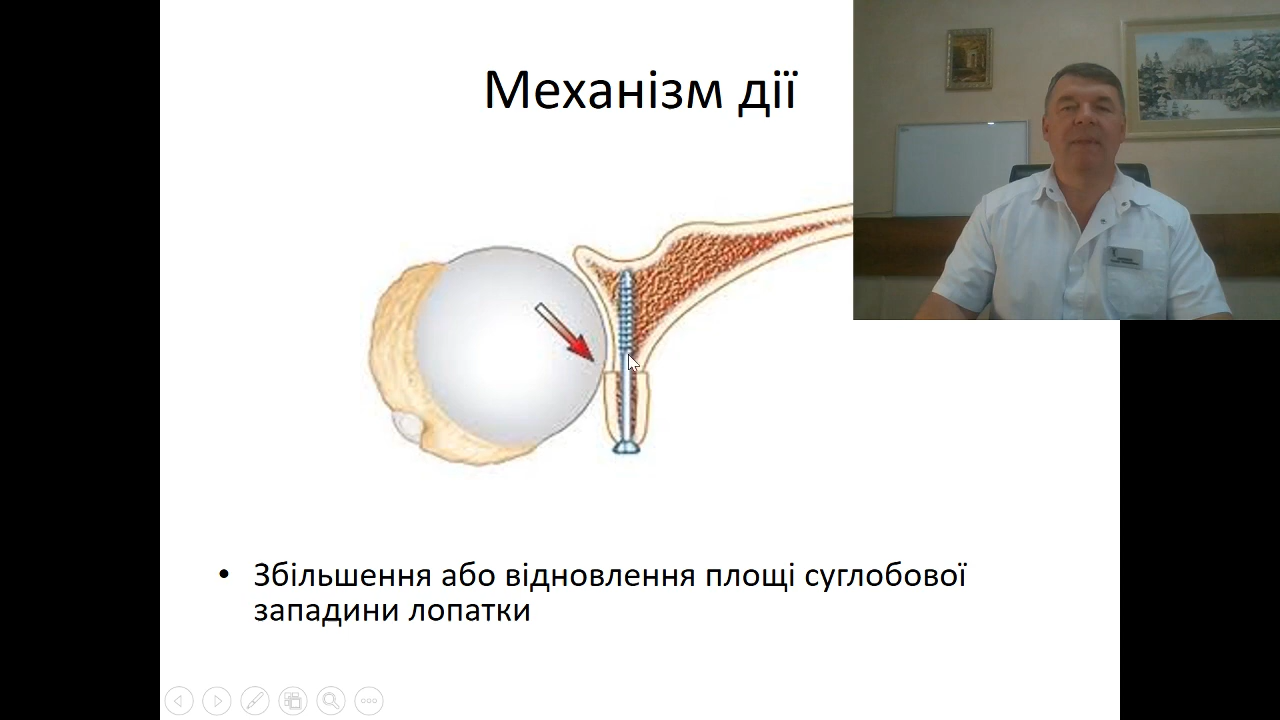 Механізм дії
• Збільшення або відновлення площі суглобової
западини лопатки